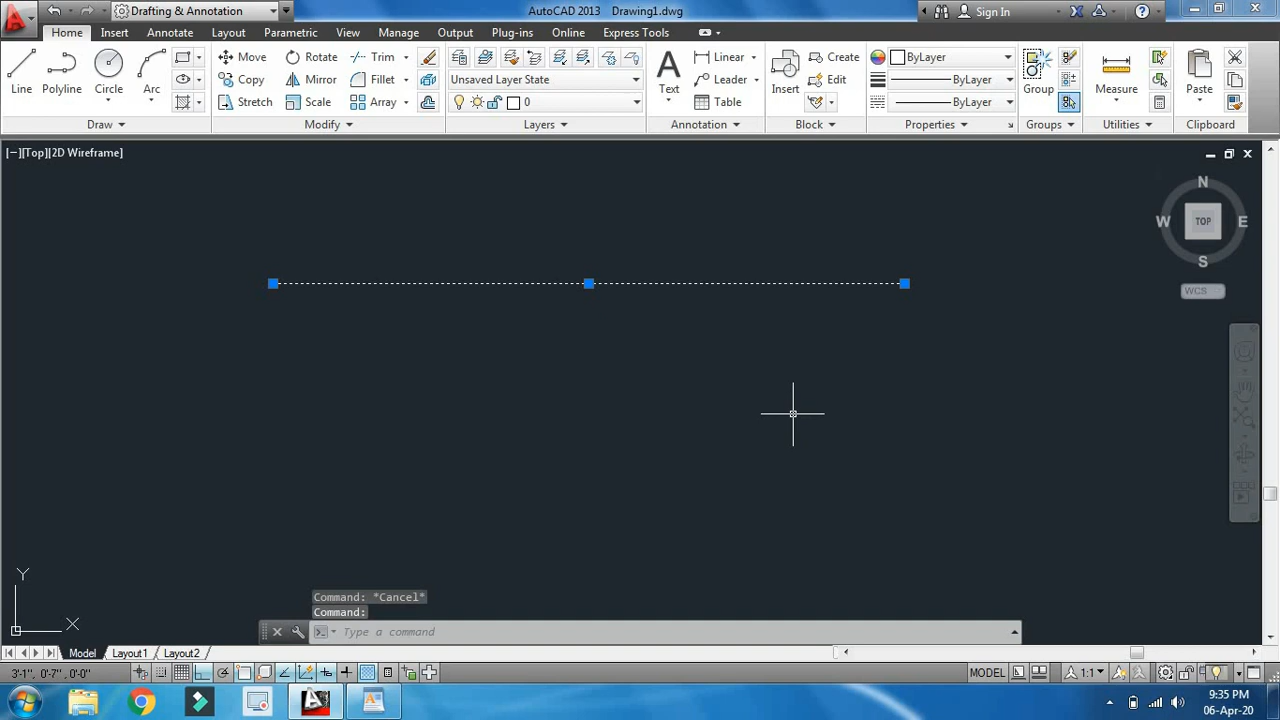 Drafting & Annotation
AutoCAD 2013 Drawing1.dwg
Sign In
Home Insert Annotate Layout Parametric View Manage Output Plug-ins Online Express Tools
Move Rotate Trim Unsaved Layer State Linear Create ByLayer
Line Polyline Circle Arc Copy Mirror Fillet Text Leader Insert Edit ByLayer Group Measure Paste
Stretch Scale Array 0 Table ByLayer
Draw Modify Layers Annotation Block Properties Groups Utilities Clipboard
[−][Top][2D Wireframe]
N
W TOP E
S
WCS
Y
X
Command: *Cancel*
Command:
Type a command
Model Layout1 Layout2
3'-1", 0'-7", 0'-0" MODEL 1:1
9:35 PM
06-Apr-20